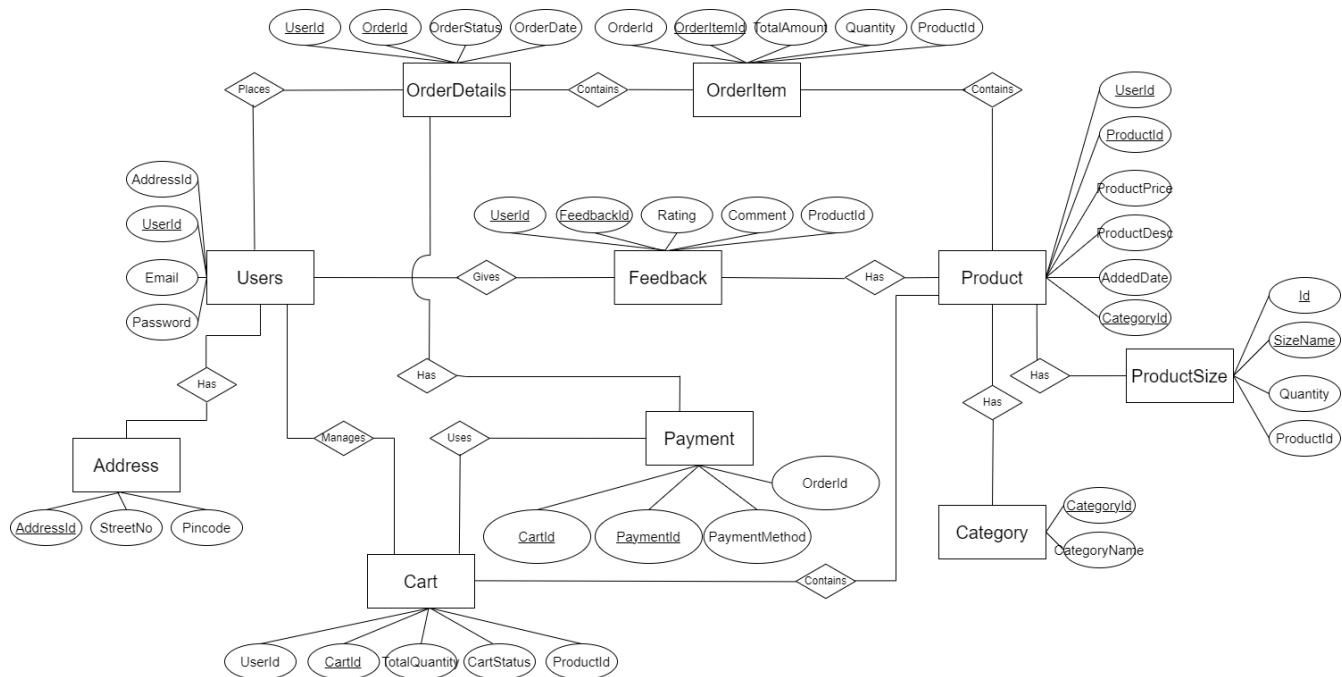 UserId
OrderId
OrderStatus
OrderDate
OrderId
OrderItemId
TotalAmount
Quantity
ProductId
Places
OrderDetails
Contains
OrderItem
Contains
UserId
ProductId
ProductPrice
ProductDesc
AddedDate
CategoryId
AddressId
UserId
Email
Password
UserId
FeedbackId
Rating
Comment
ProductId
Users
Gives
Feedback
Has
Product
Id
SizeName
Quantity
ProductId
Has
Has
Has
ProductSize
Has
Manages
Uses
Payment
Address
AddressId
StreetNo
Pincode
OrderId
CartId
PaymentId
PaymentMethod
Category
CategoryId
CategoryName
Cart
Contains
UserId
CartId
TotalQuantity
CartStatus
ProductId